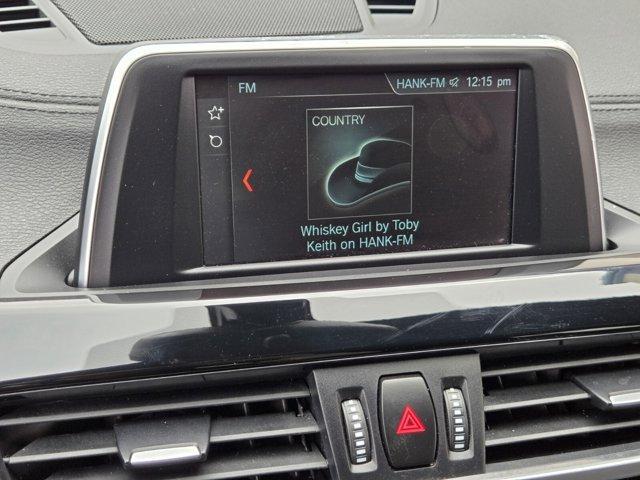 FM
HANK-FM 12:15 pm
COUNTRY
Whiskey Girl by Toby
Keith on HANK-FM